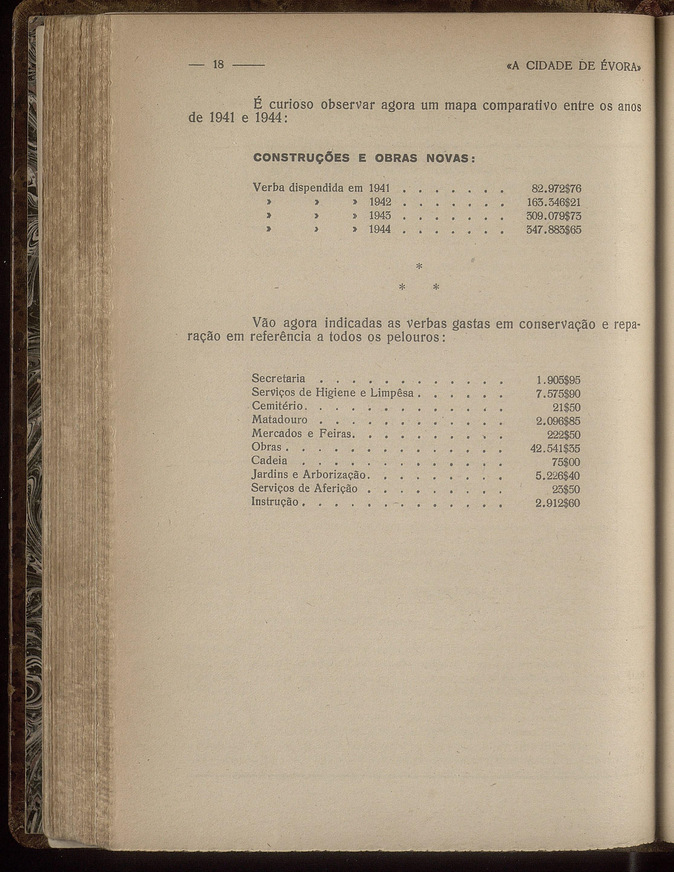 — 18 —— «A CIDADE DE ÉVORA»
É curioso observar agora um mapa comparativo entre os anos
de 1941 e 1944:
CONSTRUÇÕES E OBRAS NOVAS:
Verba dispendida em 1941 . . . . . . . 82.972$76
» » » 1942 . . . . . . . 163.346$21
» » » 1943 . . . . . . . 309.079$73
» » » 1944 . . . . . . . 347.883$65
*
* *
Vão agora indicadas as verbas gastas em conservação e repa-
ração em referência a todos os pelouros:
Secretaria . . . . . . . . . . . . 1.905$95
Serviços de Higiene e Limpêsa . . . . . . 7.575$90
Cemitério. . . . . . . . . . . . . 21$50
Matadouro . . . . . . . . . . . . 2.096$85
Mercados e Feiras. . . . . . . . . . 222$50
Obras . . . . . . . . . . . . . . 42.541$35
Cadeia . . . . . . . . . . . . . 75$00
Jardins e Arborização. . . . . . . . . 5.226$40
Serviços de Aferição . . . . . . . . . 23$50
Instrução . . . . . . . . . . . . . 2.912$60